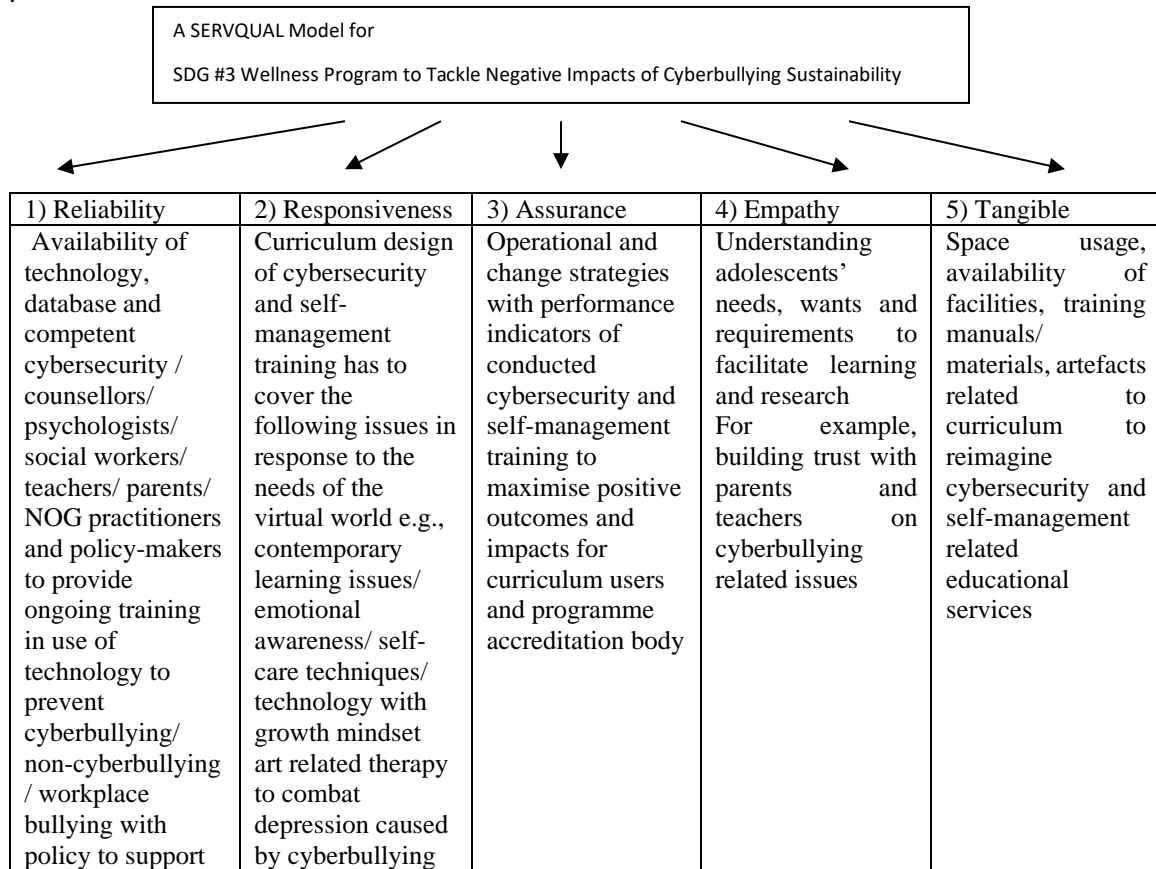 A SERVQUAL Model for
SDG #3 Wellness Program to Tackle Negative Impacts of Cyberbullying Sustainability
1) Reliability
Availability of
technology,
database and
competent
cybersecurity /
counsellors/
psychologists/
social workers/
teachers/ parents/
NOG practitioners
and policy-makers
to provide
ongoing training
in use of
technology to
prevent
cyberbullying/
non-cyberbullying
/ workplace
bullying with
policy to support
2) Responsiveness
Curriculum design
of cybersecurity
and self-
management
training has to
cover the
following issues in
response to the
needs of the
virtual world e.g.,
contemporary
learning issues/
emotional
awareness/ self-
care techniques/
technology with
growth mindset
art related therapy
to combat
depression caused
by cyberbullying
3) Assurance
Operational and
change strategies
with performance
indicators of
conducted
cybersecurity and
self-management
training to
maximise positive
outcomes and
impacts for
curriculum users
and programme
accreditation body
4) Empathy
Understanding
adolescents’
needs, wants and
requirements to
facilitate learning
and research
For example,
building trust with
parents and
teachers on
cyberbullying
related issues
5) Tangible
Space usage,
availability of
facilities, training
manuals/
materials, artefacts
related to
curriculum to
reimagine
cybersecurity and
self-management
related
educational
services